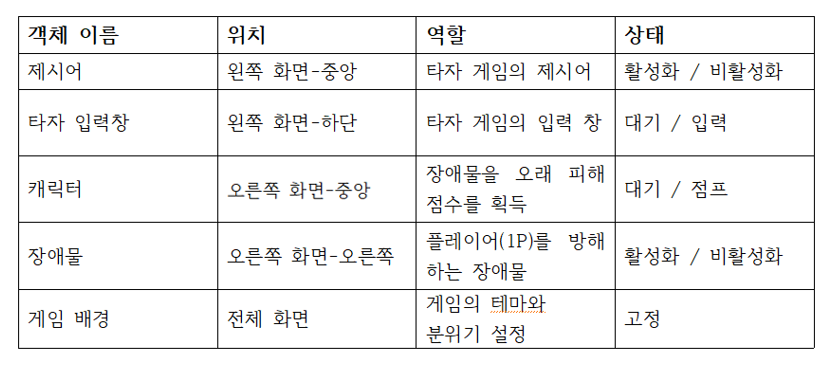 객체 이름 위치 역할 상태
제시어 왼쪽 화면-중앙 타자 게임의 제시어 활성화 / 비활성화
타자 입력창 왼쪽 화면-하단 타자 게임의 입력 창 대기 / 입력
캐릭터 오른쪽 화면-중앙 장애물을 오래 피해 대기 / 점프
점수를 획득
장애물 오른쪽 화면-오른쪽 플레이어(1P)를 방해 활성화 / 비활성화
하는 장애물
게임 배경 전체 화면 게임의 테마와 고정
분위기 설정